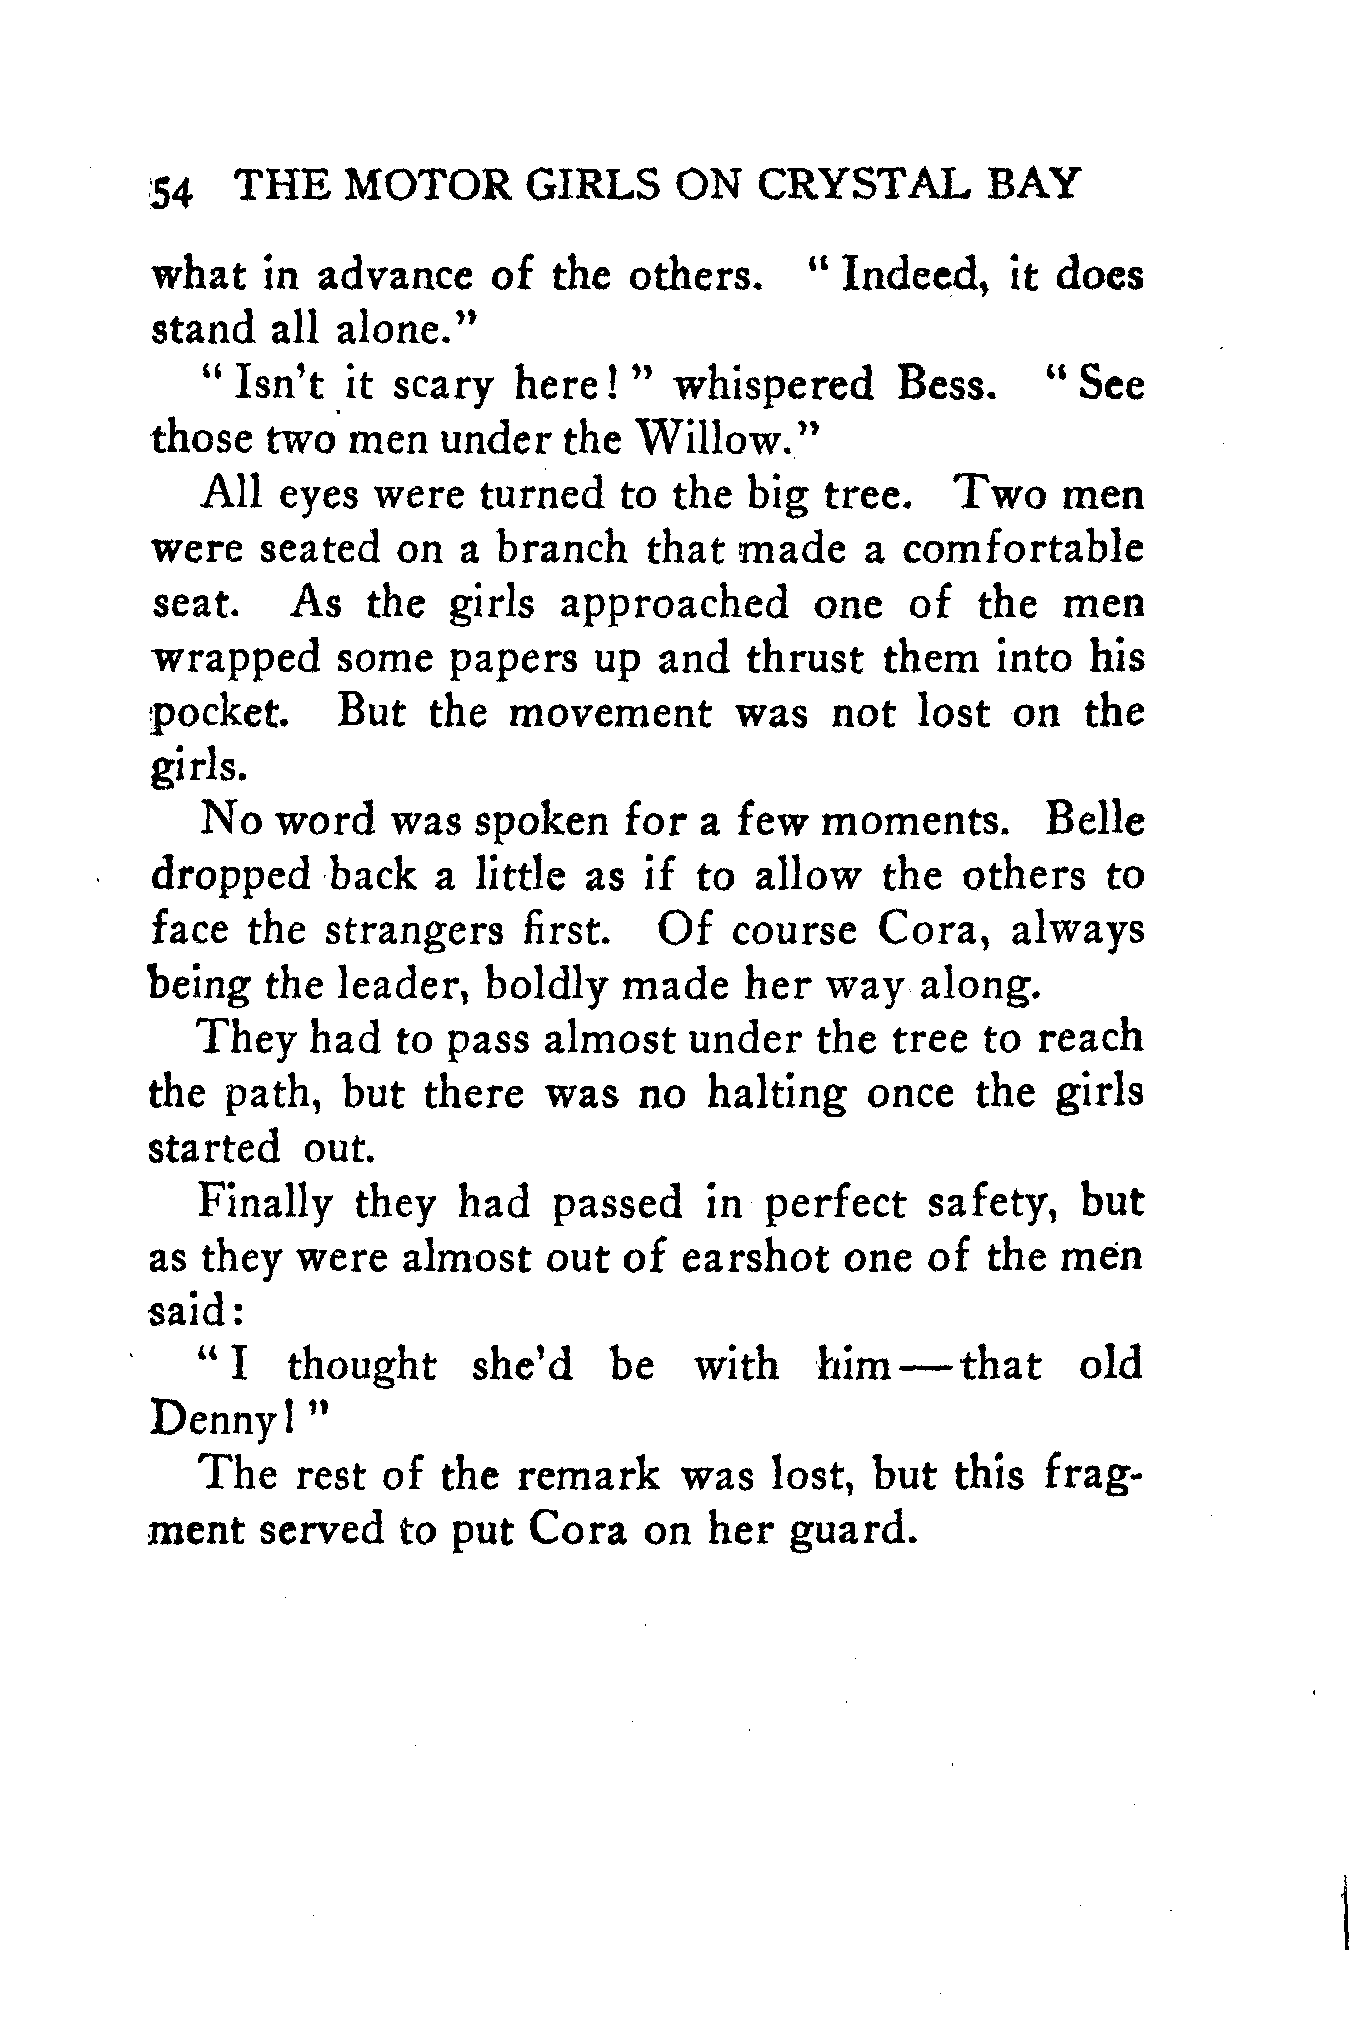 54 THE MOTOR GIRLS ON CRYSTAL BAY
what in advance of the others. " Indeed, it does
stand all alone."
" Isn't it scary here! " whispered Bess. " See
those two men under the Willow."
All eyes were turned to the big tree. Two men
were seated on a branch that made a comfortable
seat. As the girls approached one of the men
wrapped some papers up and thrust them into his
pocket. But the movement was not lost on the
girls.
No word was spoken for a few moments. Belle
dropped back a little as if to allow the others to
face the strangers first. Of course Cora, always
being the leader, boldly made her way along.
They had to pass almost under the tree to reach
the path, but there was no halting once the girls
started out.
Finally they had passed in perfect safety, but
as they were almost out of earshot one of the men
said:
" I thought she'd be with him—that old
Denny! "
The rest of the remark was lost, but this frag-
ment served to put Cora on her guard.